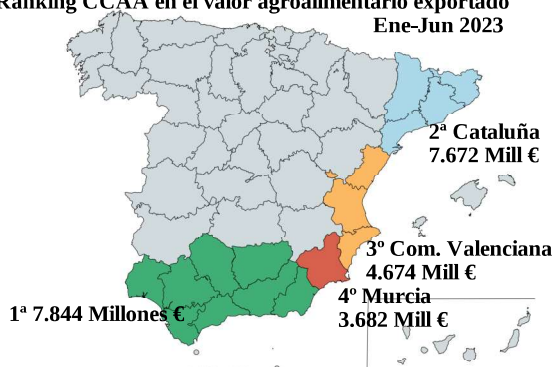 Ranking CCAA en el valor agroalimentario exportado
Ene-Jun 2023
2ª Cataluña
7.672 Mill €
3º Com. Valenciana
4.674 Mill €
4º Murcia
3.682 Mill €
1ª 7.844 Millones €